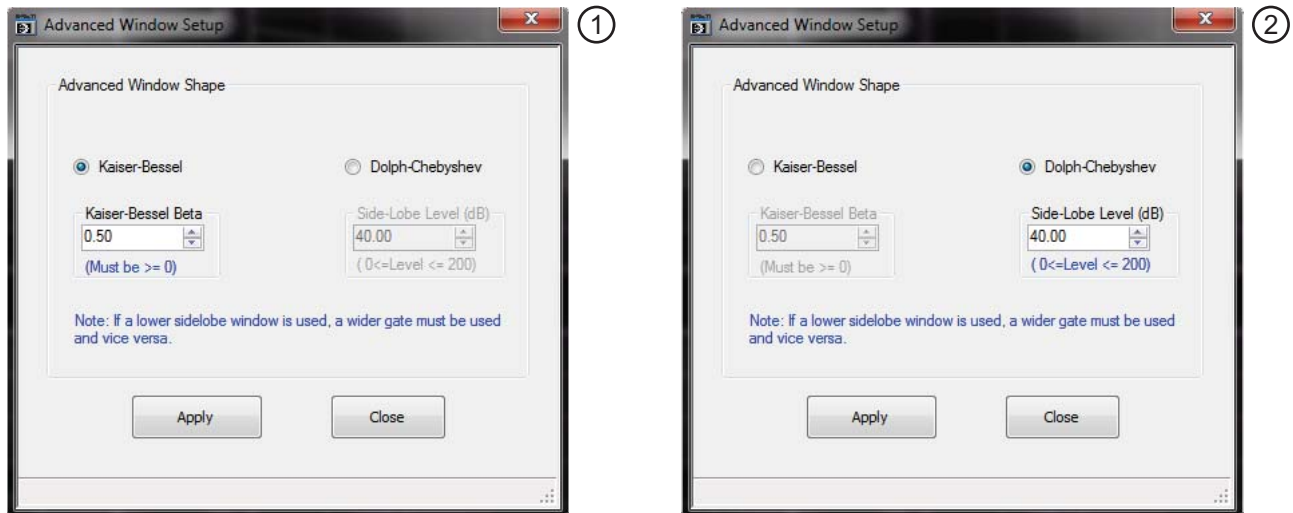 Advanced Window Setup
1
Advanced Window Shape
Kaiser-Bessel
Dolph-Chebyshev
Kaiser-Bessel Beta
Side-Lobe Level (dB)
0.50
40.00
(Must be >= 0)
( 0<=Level <= 200)
Note: If a lower sidelobe window is used, a wider gate must be used
and vice versa.
Apply
Close
Advanced Window Setup
2
Advanced Window Shape
Kaiser-Bessel
Dolph-Chebyshev
Kaiser-Bessel Beta
Side-Lobe Level (dB)
0.50
40.00
(Must be >= 0)
( 0<=Level <= 200)
Note: If a lower sidelobe window is used, a wider gate must be used
and vice versa.
Apply
Close